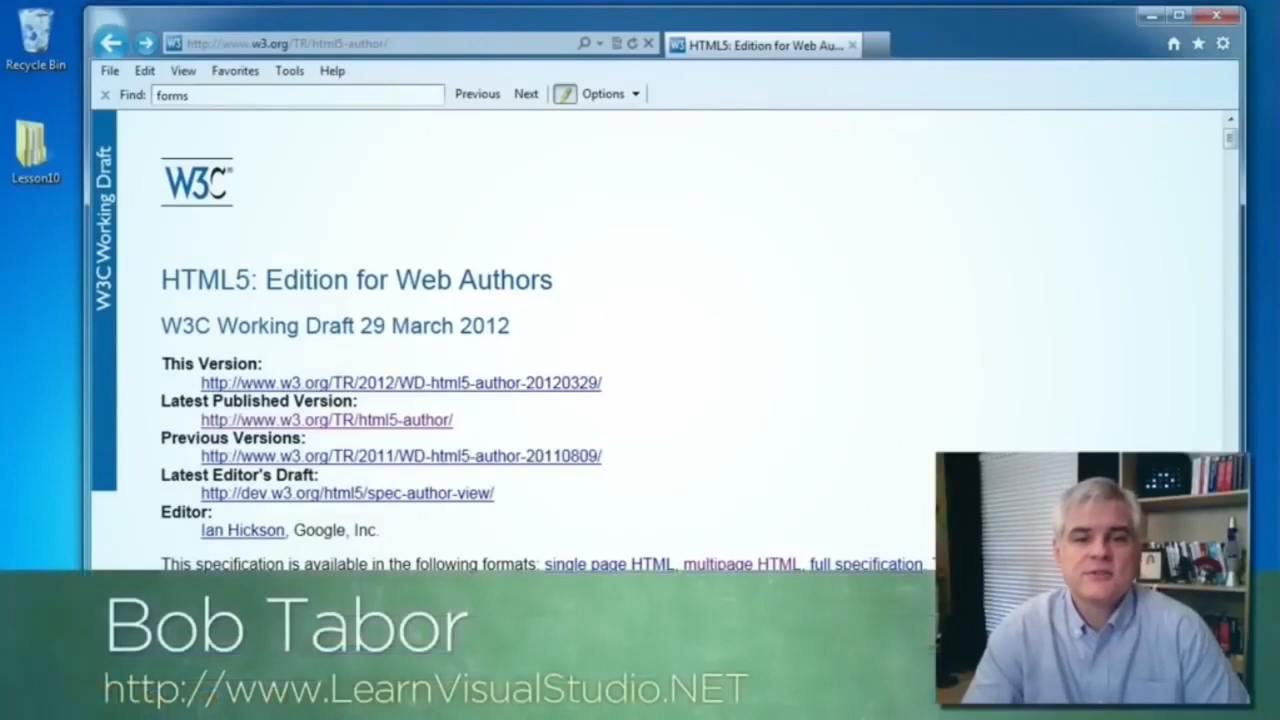 Recycle Bin
Lesson10
http://www.w3.org/TR/html5-author/
HTML5: Edition for Web Au...
File Edit View Favorites Tools Help
Find: forms Previous Next Options
W3C Working Draft
W3C®
HTML5: Edition for Web Authors
W3C Working Draft 29 March 2012
This Version:
http://www.w3.org/TR/2012/WD-html5-author-20120329/
Latest Published Version:
http://www.w3.org/TR/html5-author/
Previous Versions:
http://www.w3.org/TR/2011/WD-html5-author-20110809/
Latest Editor's Draft:
http://dev.w3.org/html5/spec-author-view/
Editor:
Ian Hickson, Google, Inc.
This specification is available in the following formats: single page HTML, multipage HTML, full specification.
Bob Tabor
http://www.LearnVisualStudio.NET